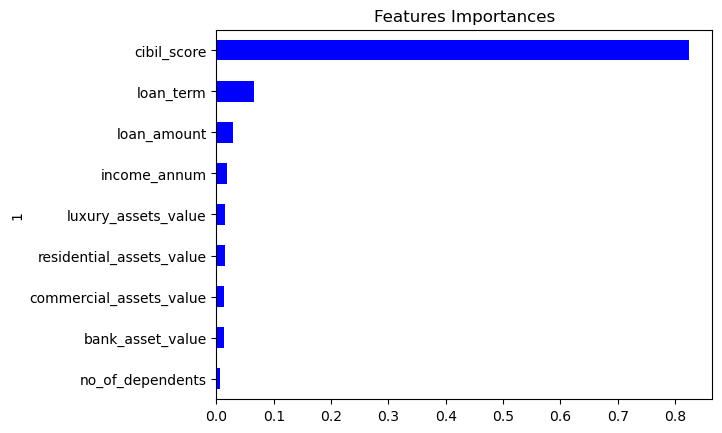 Features Importances
cibil_score
loan_term
loan_amount
income_annum
luxury_assets_value
residential_assets_value
commercial_assets_value
bank_asset_value
no_of_dependents
1
0.0 0.1 0.2 0.3 0.4 0.5 0.6 0.7 0.8